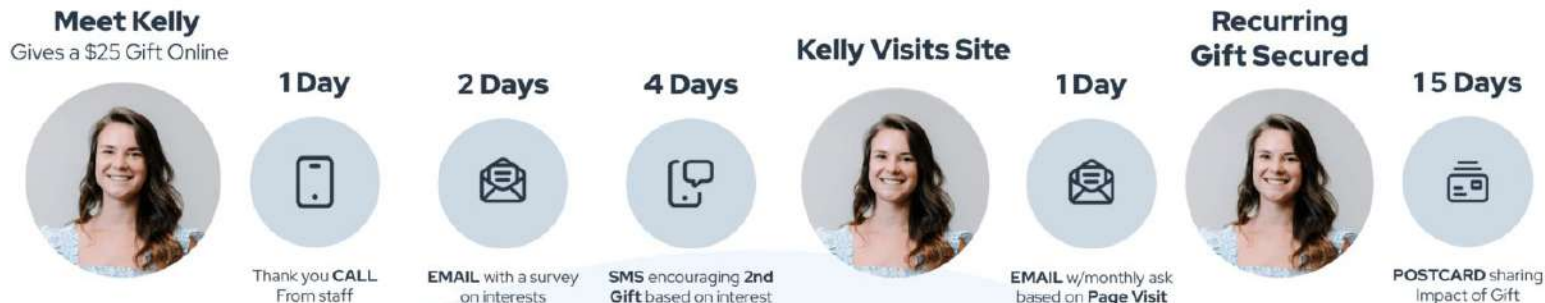 Meet Kelly
Gives a $25 Gift Online
1 Day
Thank you CALL
From staff
2 Days
EMAIL with a survey
on interests
4 Days
SMS encouraging 2nd
Gift based on interest
Kelly Visits Site
1 Day
EMAIL w/monthly ask
based on Page Visit
Recurring
Gift Secured
15 Days
POSTCARD sharing
Impact of Gift